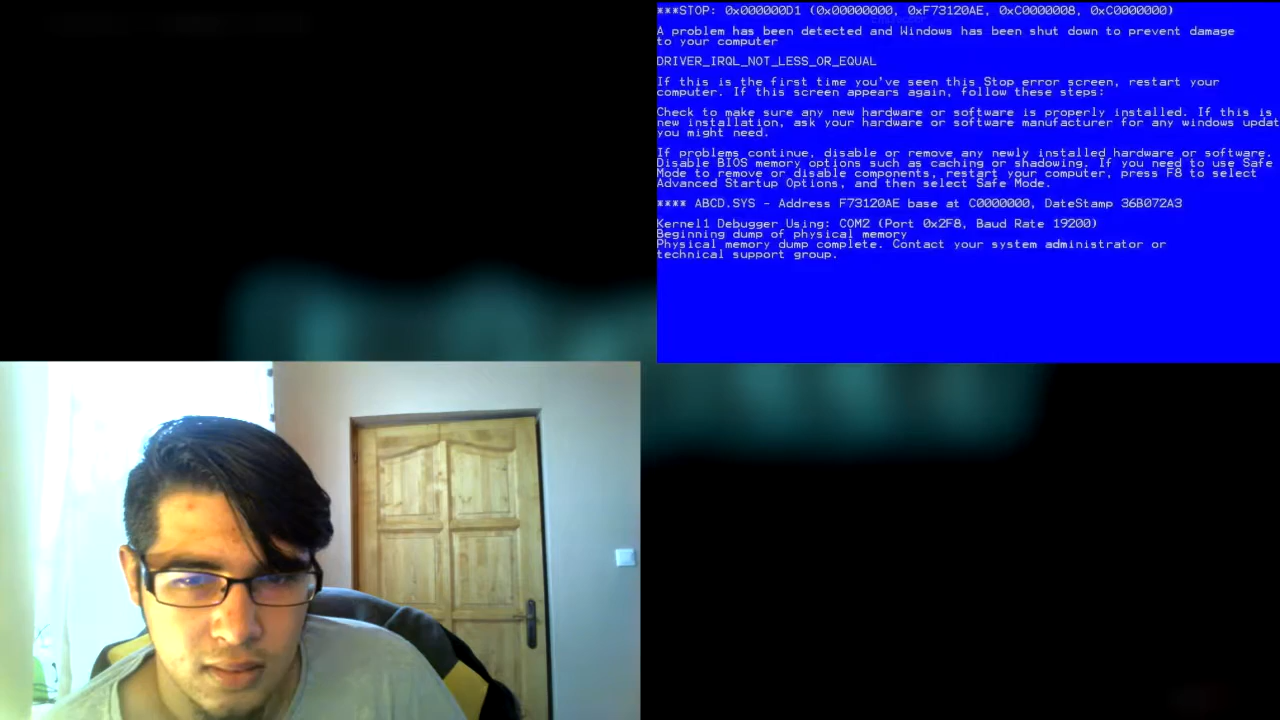 ***STOP: 0x000000D1 (0x00000000, 0xF73120AE, 0xC0000008, 0xC0000000)
A problem has been detected and Windows has been shut down to prevent damage
to your computer
DRIVER_IRQL_NOT_LESS_OR_EQUAL
If this is the first time you've seen this Stop error screen, restart your
computer. If this screen appears again, follow these steps:
Check to make sure any new hardware or software is properly installed. If this is
new installation, ask your hardware or software manufacturer for any windows updat
you might need.
If problems continue, disable or remove any newly installed hardware or software.
Disable BIOS memory options such as caching or shadowing. If you need to use Safe
Mode to remove or disable components, restart your computer, press F8 to select
Advanced Startup Options, and then select Safe Mode.
**** ABCD.SYS - Address F73120AE base at C0000000, DateStamp 36B072A3
Kernel1 Debugger Using: COM2 (Port 0x2F8, Baud Rate 19200)
Beginning dump of physical memory
Physical memory dump complete. Contact your system administrator or
technical support group.